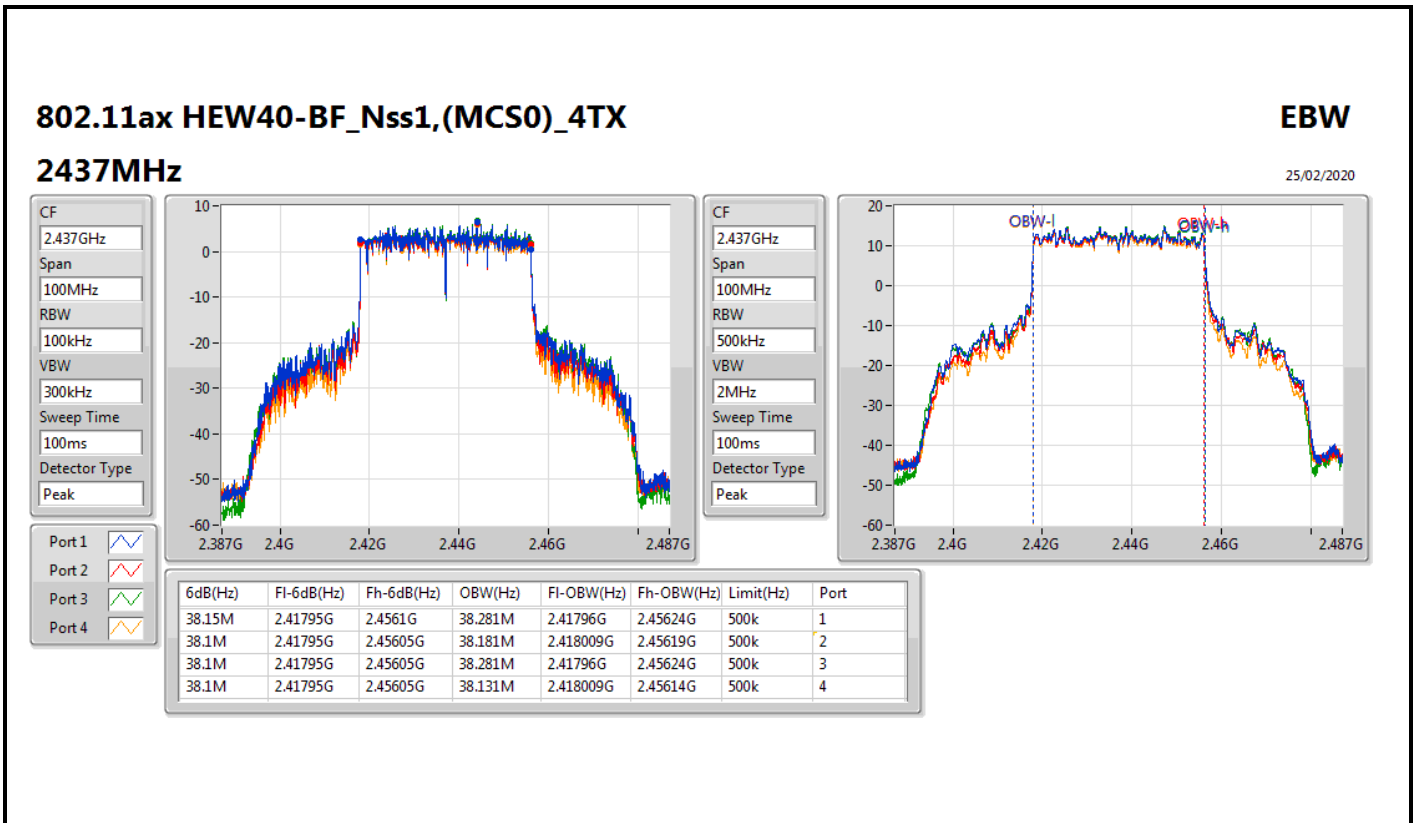 802.11ax HEW40-BF_Nss1,(MCS0)_4TX
EBW
2437MHz
25/02/2020
CF
2.437GHz
Span
100MHz
RBW
100kHz
VBW
300kHz
Sweep Time
100ms
Detector Type
Peak
10
0
-10
-20
-30
-40
-50
-60
2.387G 2.4G 2.42G 2.44G 2.46G 2.487G
CF
2.437GHz
Span
100MHz
RBW
500kHz
VBW
2MHz
Sweep Time
100ms
Detector Type
Peak
20
10
0
-10
-20
-30
-40
-50
-60
OBW-l OBW-h
2.387G 2.4G 2.42G 2.44G 2.46G 2.487G
Port 1
Port 2
Port 3
Port 4
6dB(Hz) Fl-6dB(Hz) Fh-6dB(Hz) OBW(Hz) Fl-OBW(Hz) Fh-OBW(Hz) Limit(Hz) Port
38.15M 2.41795G 2.4561G 38.281M 2.41796G 2.45624G 500k 1
38.1M 2.41795G 2.45605G 38.181M 2.418009G 2.45619G 500k 2
38.1M 2.41795G 2.45605G 38.281M 2.41796G 2.45624G 500k 3
38.1M 2.41795G 2.45605G 38.131M 2.418009G 2.45614G 500k 4